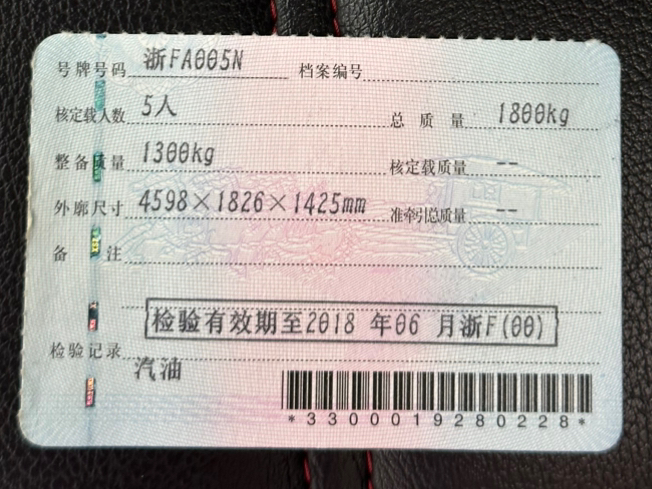 号牌号码 浙FA005N 档案编号
核定载人数 5人 总质量 1800kg
整备质量 1300kg 核定载质量 --
外廓尺寸 4598×1826×1425mm 准牵引总质量 --
备注
检验有效期至2018 年06 月浙F(00)
检验记录
汽油
*3300019280228*